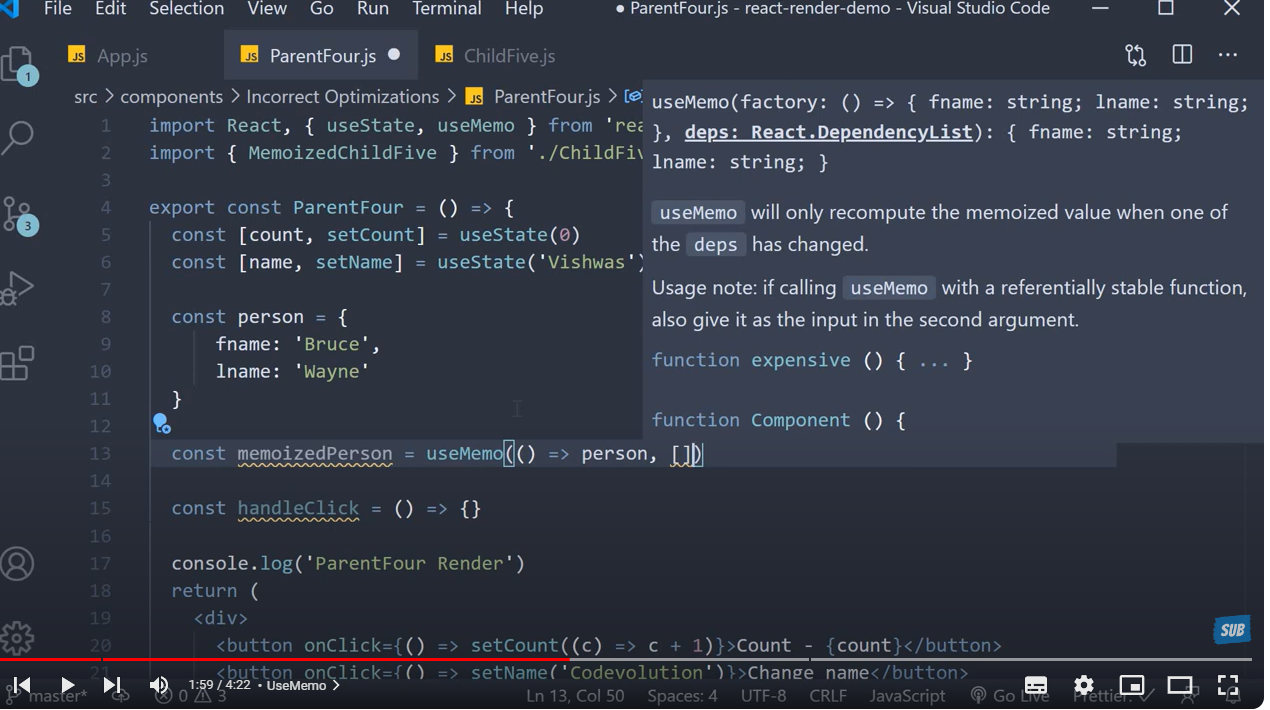 File Edit Selection View Go Run Terminal Help ● ParentFour.js - react-render-demo - Visual Studio Code
JS App.js JS ParentFour.js ● JS ChildFive.js
1
3
src > components > Incorrect Optimizations > JS ParentFour.js >
1 import React, { useState, useMemo } from 'rea
2 import { MemoizedChildFive } from './ChildFiv
3
4 export const ParentFour = () => {
5 const [count, setCount] = useState(0)
6 const [name, setName] = useState('Vishwas')
7
8 const person = {
9 fname: 'Bruce',
10 lname: 'Wayne'
11 }
12
13 const memoizedPerson = useMemo(() => person, [])
14
15 const handleClick = () => {}
16
17 console.log('ParentFour Render')
18 return (
19 <div>
20 <button onClick={() => setCount((c) => c + 1)}>Count - {count}</button>
21 <button onClick={() => setName('Codevolution')}>Change name</button>
useMemo(factory: () => { fname: string; lname: string;
}, deps: React.DependencyList): { fname: string;
lname: string; }
useMemo will only recompute the memoized value when one of
the deps has changed.
Usage note: if calling useMemo with a referentially stable function,
also give it as the input in the second argument.
function expensive () { ... }
function Component () {
SUB
1:59 / 4:22 • UseMemo >
master* 0 3 Ln 13, Col 50 Spaces: 4 UTF-8 CRLF JavaScript Go Live Prettier: ✓